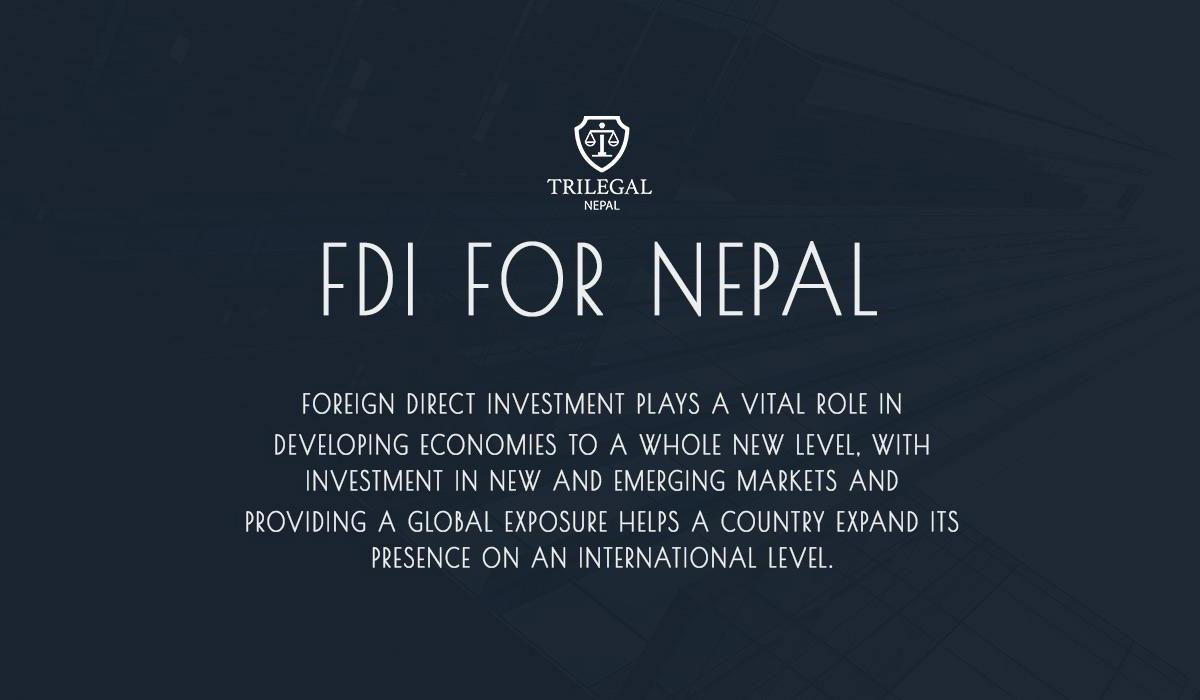 TRILEGAL
NEPAL
FDI FOR NEPAL
FOREIGN DIRECT INVESTMENT PLAYS A VITAL ROLE IN
DEVELOPING ECONOMIES TO A WHOLE NEW LEVEL, WITH
INVESTMENT IN NEW AND EMERGING MARKETS AND
PROVIDING A GLOBAL EXPOSURE HELPS A COUNTRY EXPAND ITS
PRESENCE ON AN INTERNATIONAL LEVEL.